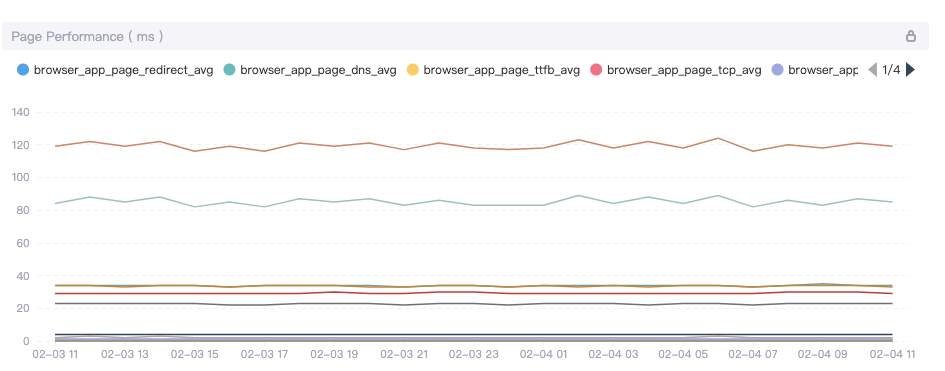 Page Performance ( ms )
browser_app_page_redirect_avg browser_app_page_dns_avg browser_app_page_ttfb_avg browser_app_page_tcp_avg browser_app 1/4
140
120
100
80
60
40
20
0
02-03 11 02-03 13 02-03 15 02-03 17 02-03 19 02-03 21 02-03 23 02-04 01 02-04 03 02-04 05 02-04 07 02-04 09 02-04 11